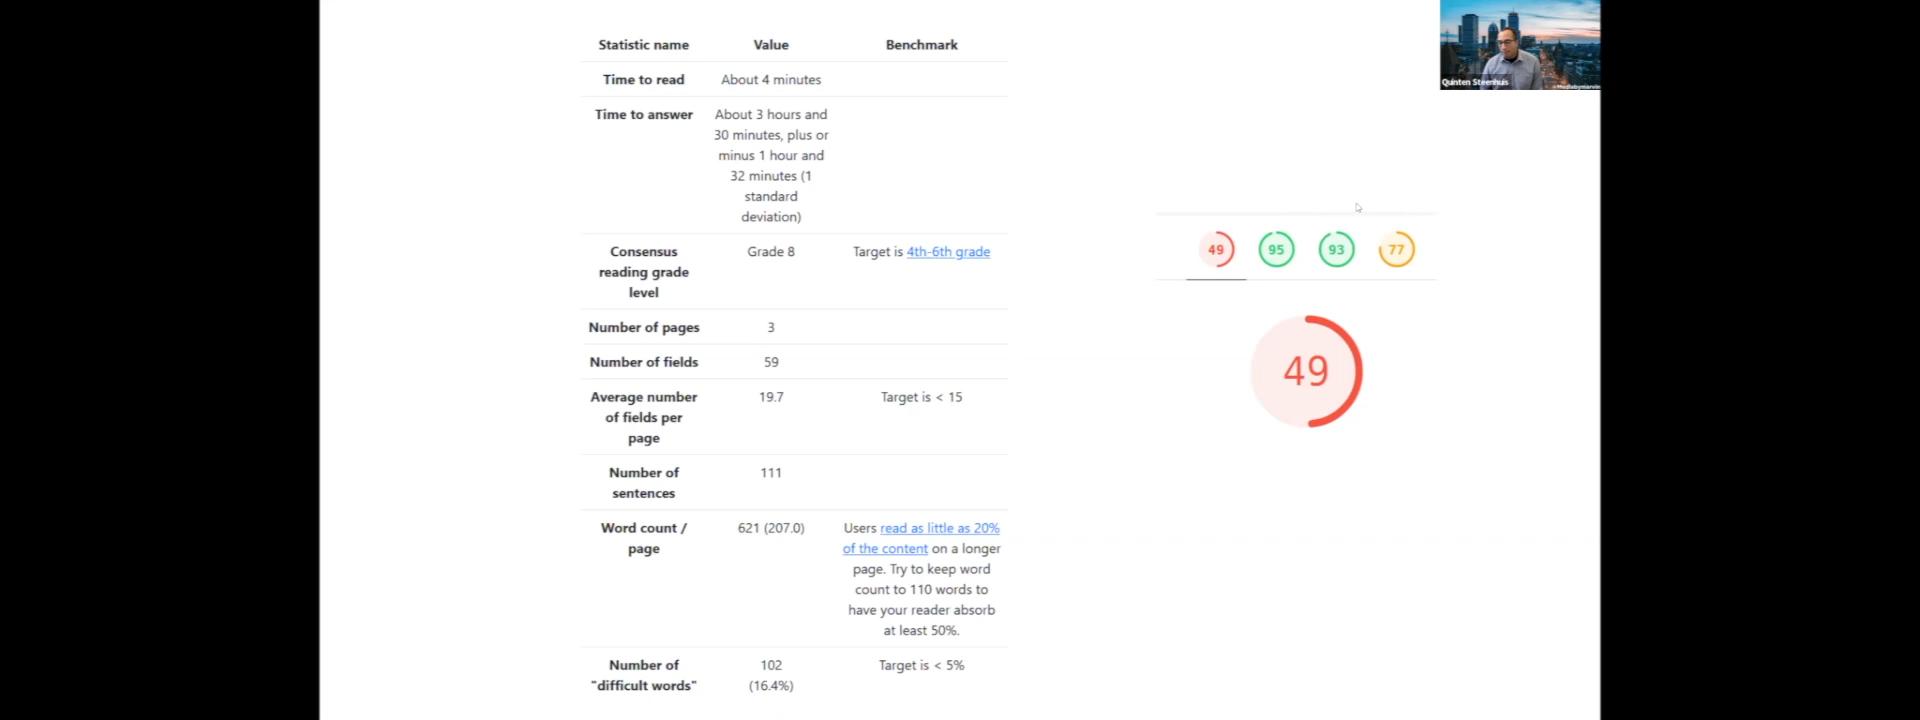 Statistic name Value Benchmark
Time to read About 4 minutes
Time to answer About 3 hours and
30 minutes, plus or
minus 1 hour and
32 minutes (1
standard
deviation)
Consensus Grade 8 Target is 4th-6th grade
reading grade
level
Number of pages 3
Number of fields 59
Average number 19.7 Target is < 15
of fields per
page
Number of 111
sentences
Word count / 621 (207.0) Users read as little as 20%
page of the content on a longer
page. Try to keep word
count to 110 words to
have your reader absorb
at least 50%.
Number of 102 Target is < 5%
"difficult words" (16.4%)
49 95 93 77
49
Quinten Steenhuis